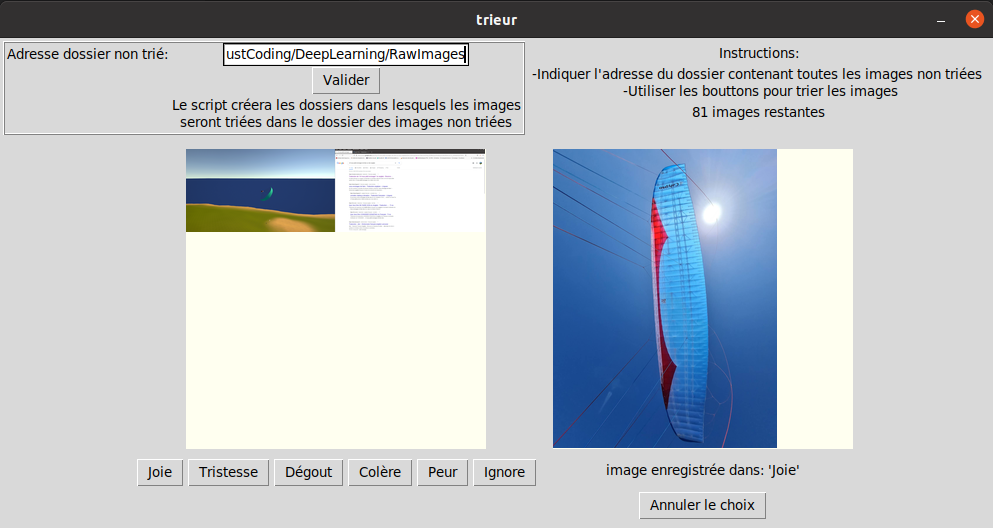 trieur
Adresse dossier non trié:
ustCoding/DeepLearning/RawImages
Valider
Le script créera les dossiers dans lesquels les images
seront triées dans le dossier des images non triées
Instructions:
-Indiquer l'adresse du dossier contenant toutes les images non triées
-Utiliser les bouttons pour trier les images
81 images restantes
Joie
Tristesse
Dégout
Colère
Peur
Ignore
image enregistrée dans: 'Joie'
Annuler le choix